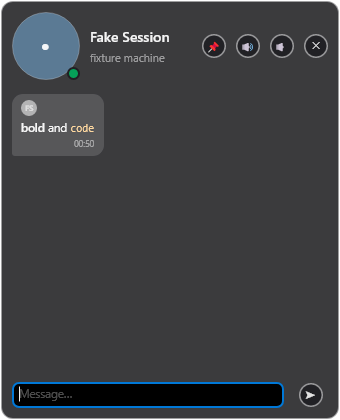 Fake Session
fixture machine
FS
bold and code
00:50
Message...